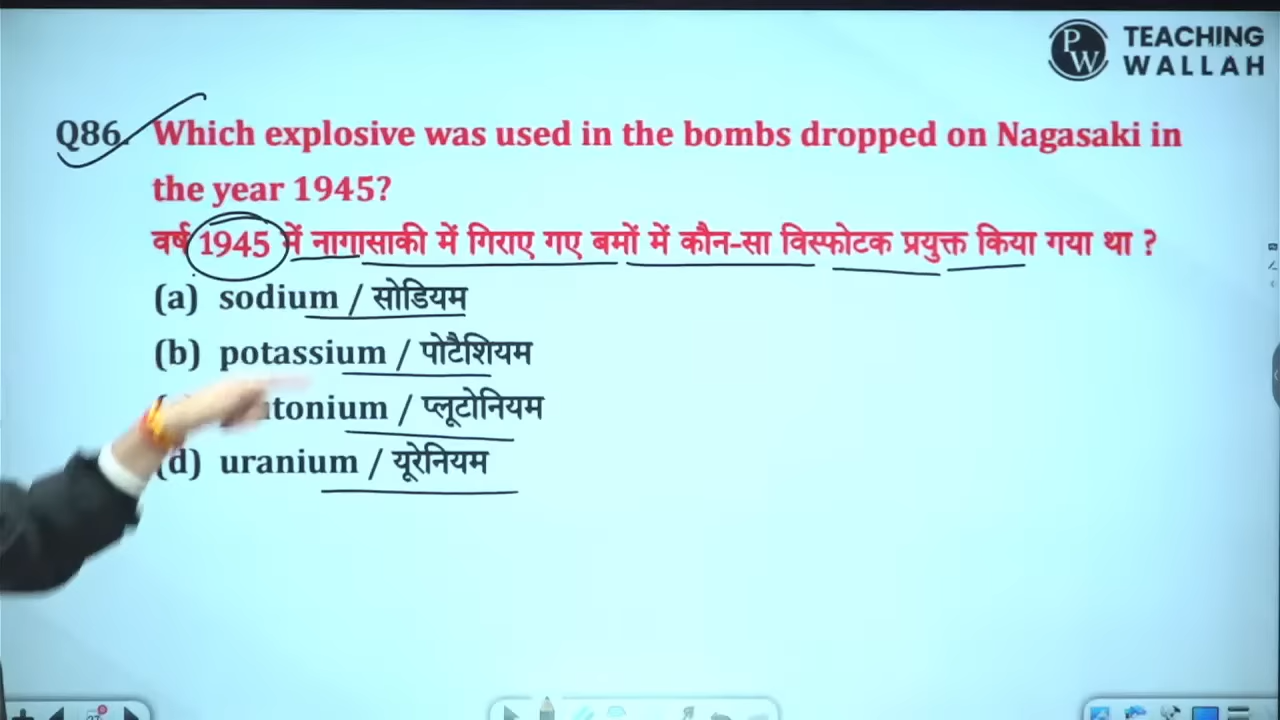 PW
TEACHING
WALLAH
Q86. Which explosive was used in the bombs dropped on Nagasaki in
the year 1945?
वर्ष 1945 में नागासाकी में गिराए गए बमों में कौन-सा विस्फोटक प्रयुक्त किया गया था ?
(a) sodium / सोडियम
(b) potassium / पोटैशियम
/ प्लूटोनियम
(d) uranium / यूरेनियम